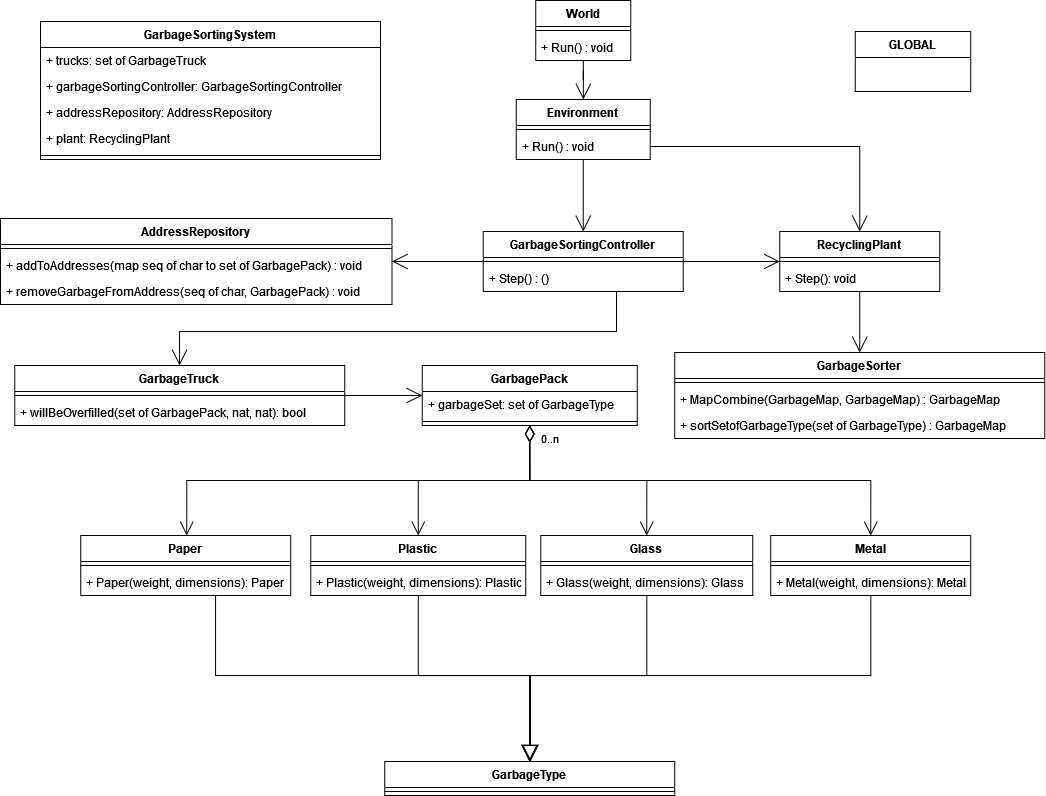 World
+ Run() : void
GarbageSortingSystem
+ trucks: set of GarbageTruck
+ garbageSortingController: GarbageSortingController
+ addressRepository: AddressRepository
+ plant: RecyclingPlant
GLOBAL
Environment
+ Run() : void
AddressRepository
+ addToAddresses(map seq of char to set of GarbagePack) : void
+ removeGarbageFromAddress(seq of char, GarbagePack) : void
GarbageSortingController
+ Step() : ()
RecyclingPlant
+ Step(): void
GarbageTruck
+ willBeOverfilled(set of GarbagePack, nat, nat): bool
GarbagePack
+ garbageSet: set of GarbageType
GarbageSorter
+ MapCombine(GarbageMap, GarbageMap) : GarbageMap
+ sortSetofGarbageType(set of GarbageType) : GarbageMap
0..n
Paper
+ Paper(weight, dimensions): Paper
Plastic
+ Plastic(weight, dimensions): Plastic
Glass
+ Glass(weight, dimensions): Glass
Metal
+ Metal(weight, dimensions): Metal
GarbageType